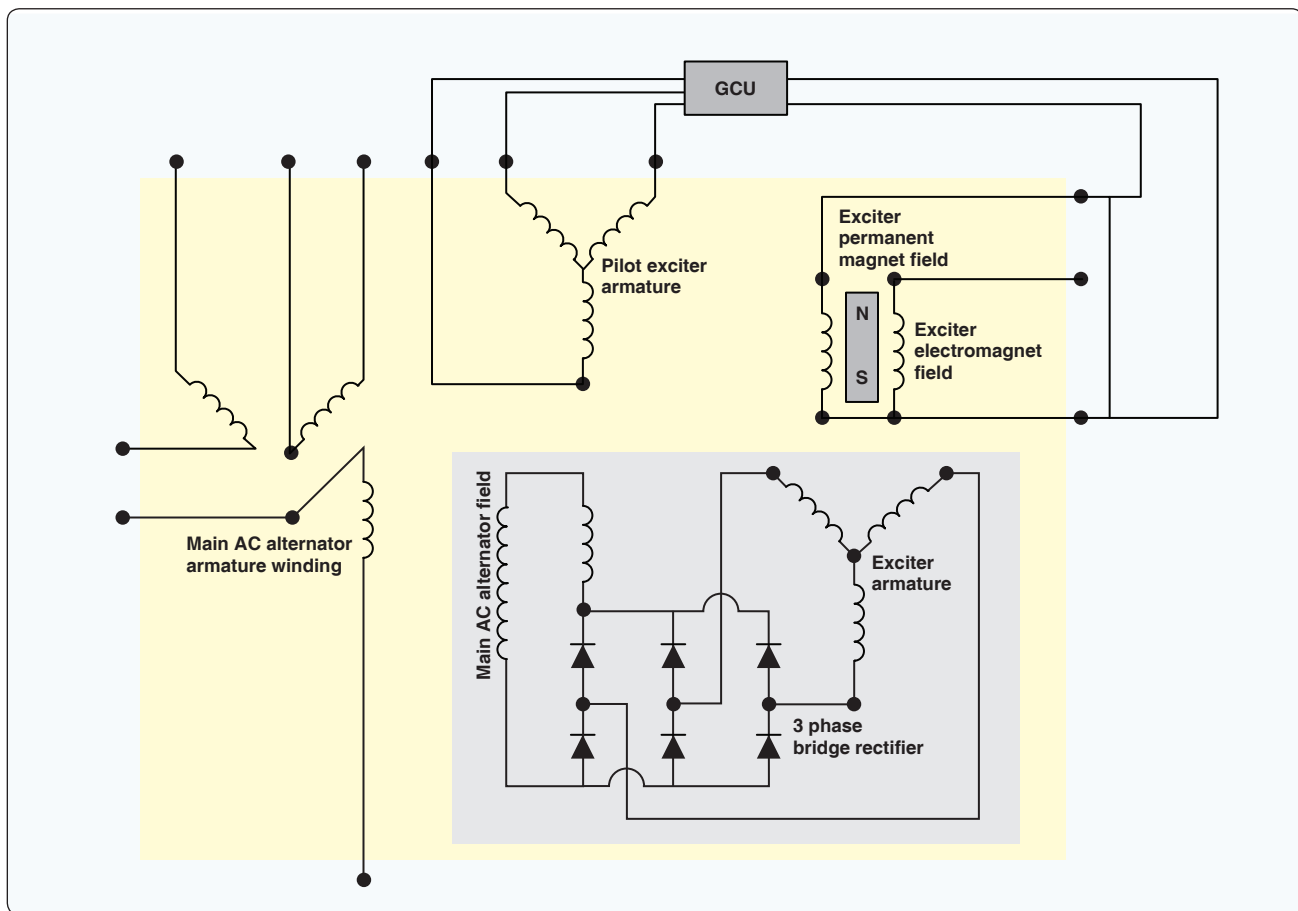 GCU
Exciter
permanent
magnet field
Pilot exciter
armature
N
S
Exciter
electromagnet
field
Main AC alternator
armature winding
Main AC alternator field
Exciter
armature
3 phase
bridge rectifier